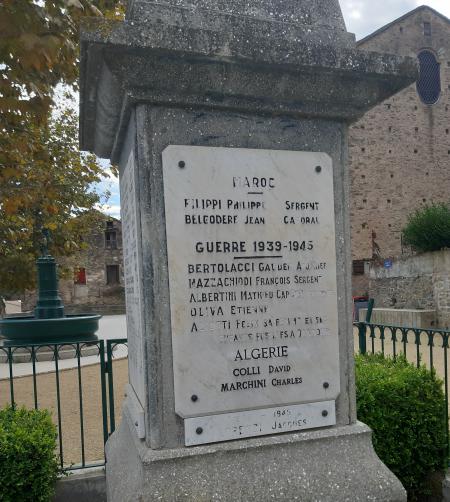 MAROC
FILIPPI PHILIPPE SERGENT
BELGODERE JEAN CAPORAL
GUERRE 1939-1945
BERTOLACCI
MAZZACHIODI FRANÇOIS SERGENT
ALBERTINI MATHIEU
OLIVA ETIENNE
ALGERIE
COLLI DAVID
MARCHINI CHARLES
1945
JACQUES